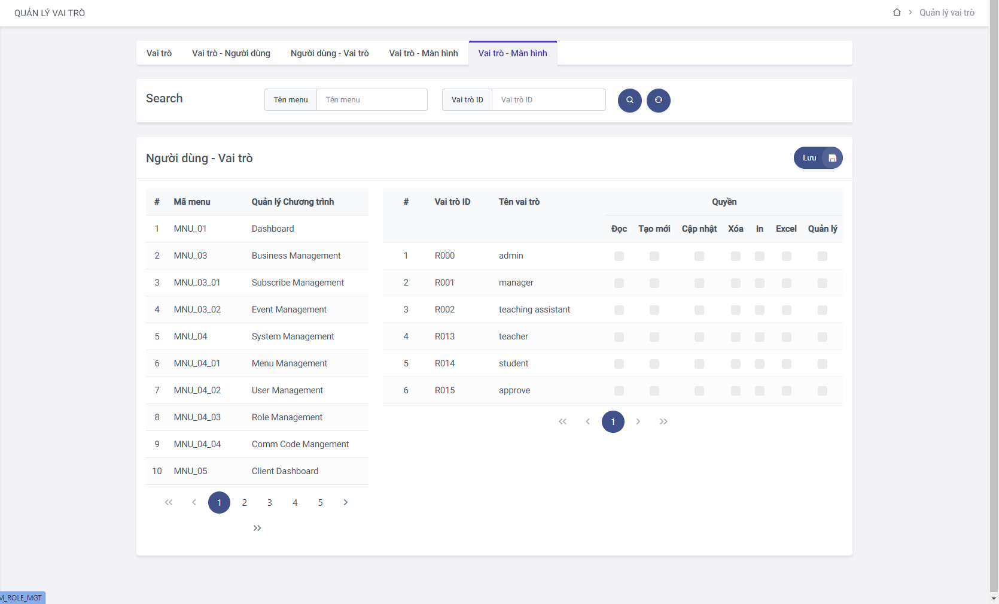 QUẢN LÝ VAI TRÒ
Quản lý vai trò
Vai trò Vai trò - Người dùng Người dùng - Vai trò Vai trò - Màn hình Vai trò - Màn hình
Search Tên menu Tên menu Vai trò ID Vai trò ID
Người dùng - Vai trò Lưu
# Mã menu Quản lý Chương trình
1 MNU_01 Dashboard
2 MNU_03 Business Management
3 MNU_03_01 Subscribe Management
4 MNU_03_02 Event Management
5 MNU_04 System Management
6 MNU_04_01 Menu Management
7 MNU_04_02 User Management
8 MNU_04_03 Role Management
9 MNU_04_04 Comm Code Mangement
10 MNU_05 Client Dashboard
1 2 3 4 5
# Vai trò ID Tên vai trò Quyền
Đọc Tạo mới Cập nhật Xóa In Excel Quản lý
1 R000 admin
2 R001 manager
3 R002 teaching assistant
4 R013 teacher
5 R014 student
6 R015 approve
1
M_ROLE_MGT